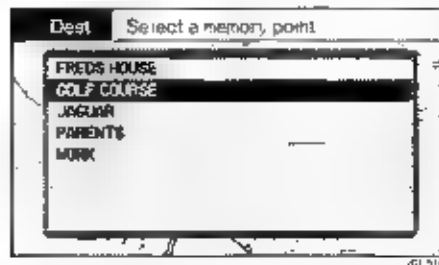 Dest Select a memory point
FREDS HOUSE
GOLF COURSE
JAGUAR
PARENTS
WORK